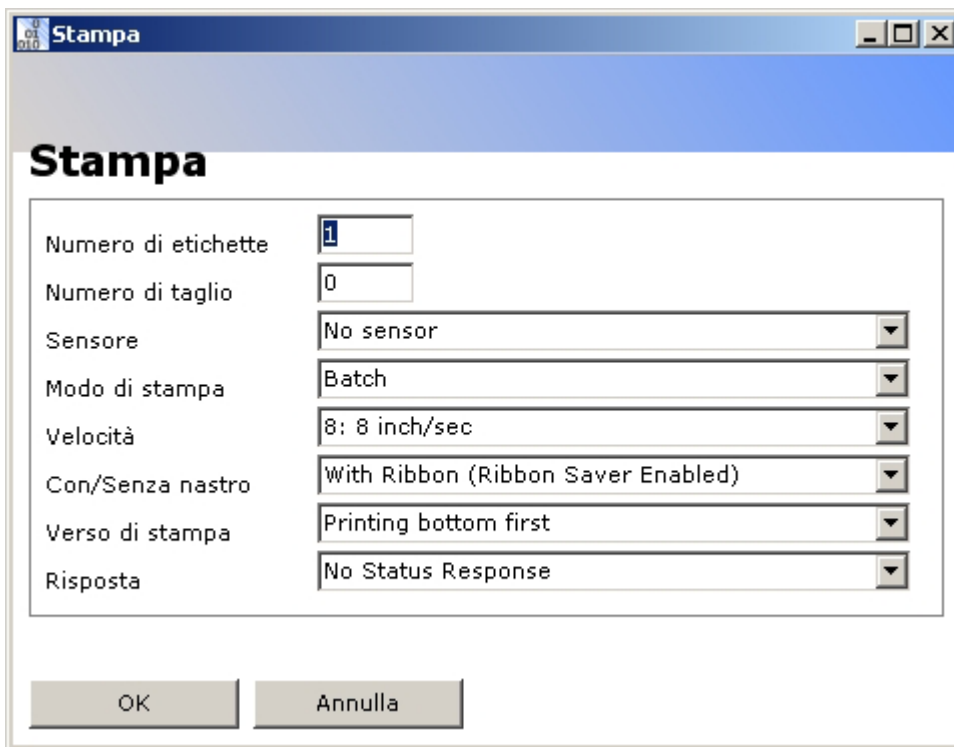 Stampa
Stampa
Numero di etichette 1
Numero di taglio 0
Sensore No sensor
Modo di stampa Batch
Velocità 8: 8 inch/sec
Con/Senza nastro With Ribbon (Ribbon Saver Enabled)
Verso di stampa Printing bottom first
Risposta No Status Response
OK Annulla